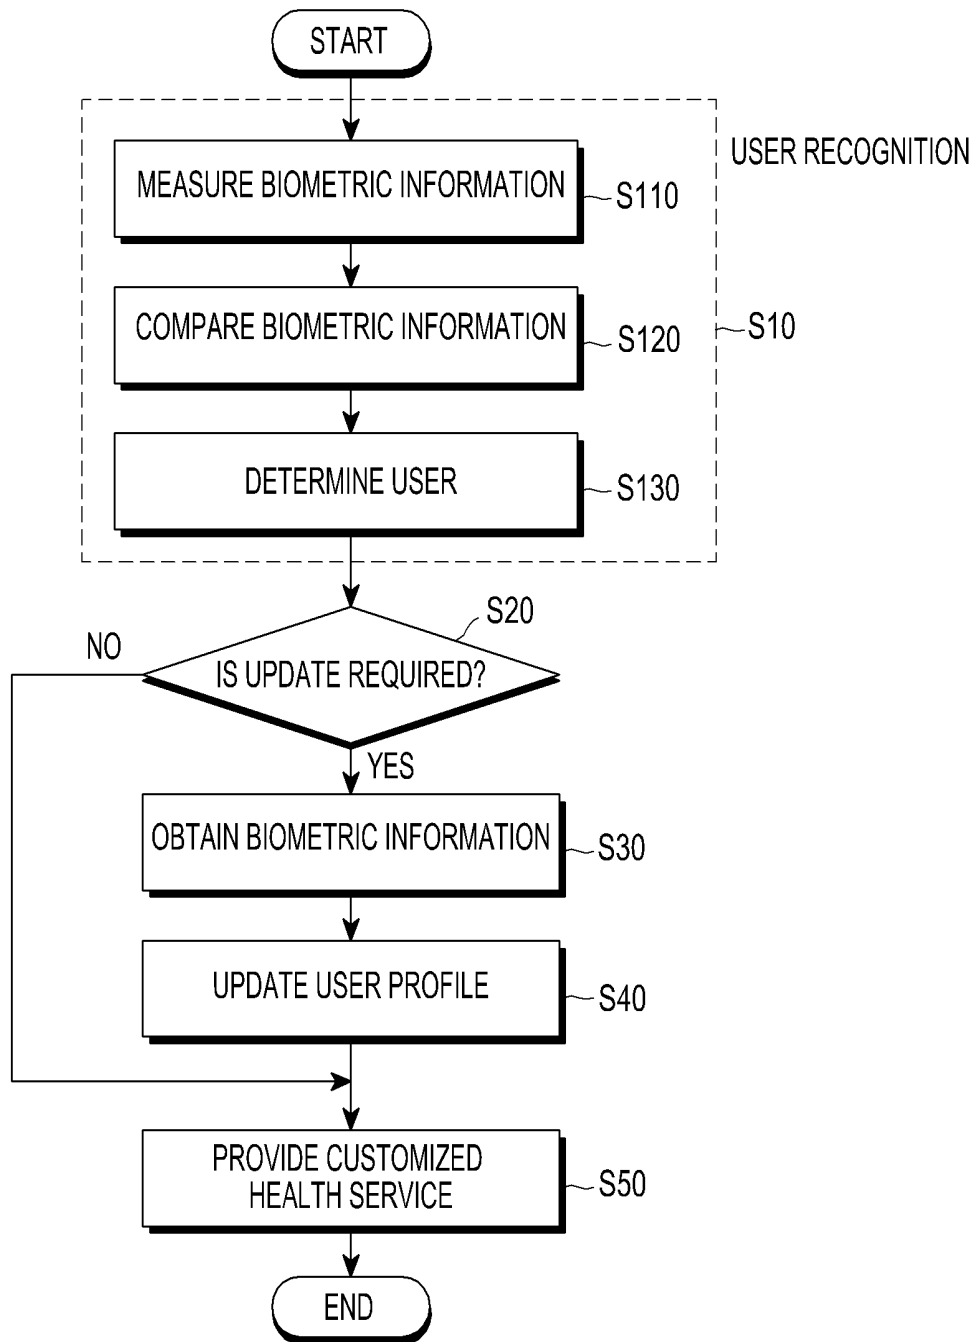 START
USER RECOGNITION
MEASURE BIOMETRIC INFORMATION
S110
COMPARE BIOMETRIC INFORMATION
S120
S10
DETERMINE USER
S130
S20
NO
IS UPDATE REQUIRED?
YES
OBTAIN BIOMETRIC INFORMATION
S30
UPDATE USER PROFILE
S40
PROVIDE CUSTOMIZED
HEALTH SERVICE
S50
END